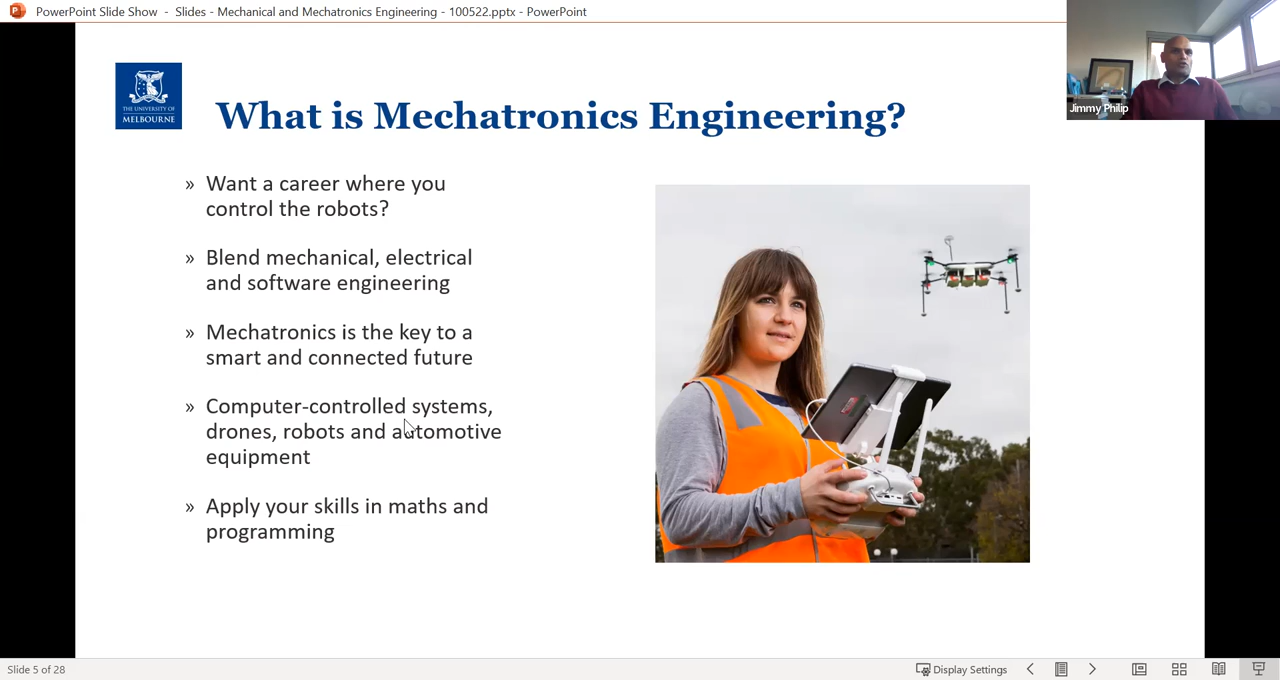 PowerPoint Slide Show - Slides - Mechanical and Mechatronics Engineering - 100522.pptx - PowerPoint
Jimmy Philip
THE UNIVERSITY OF
MELBOURNE
What is Mechatronics Engineering?
» Want a career where you
control the robots?
» Blend mechanical, electrical
and software engineering
» Mechatronics is the key to a
smart and connected future
» Computer-controlled systems,
drones, robots and automotive
equipment
» Apply your skills in maths and
programming
Slide 5 of 28
Display Settings